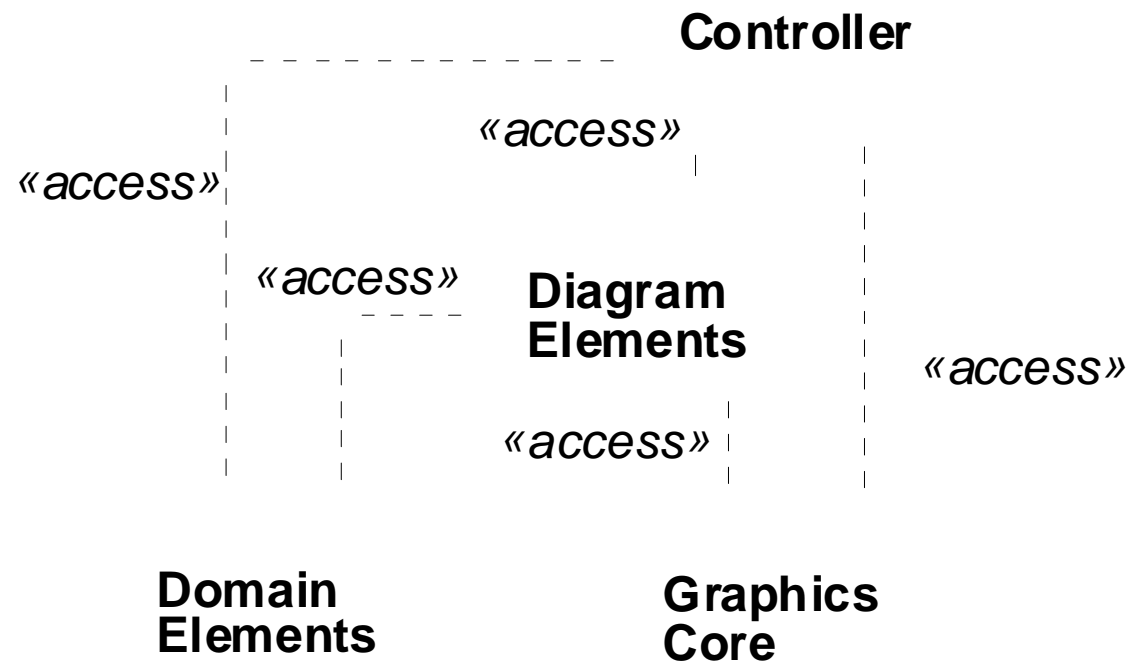 Controller
«access»
«access»
«access»
Diagram
Elements
«access»
«access»
Domain
Elements
Graphics
Core